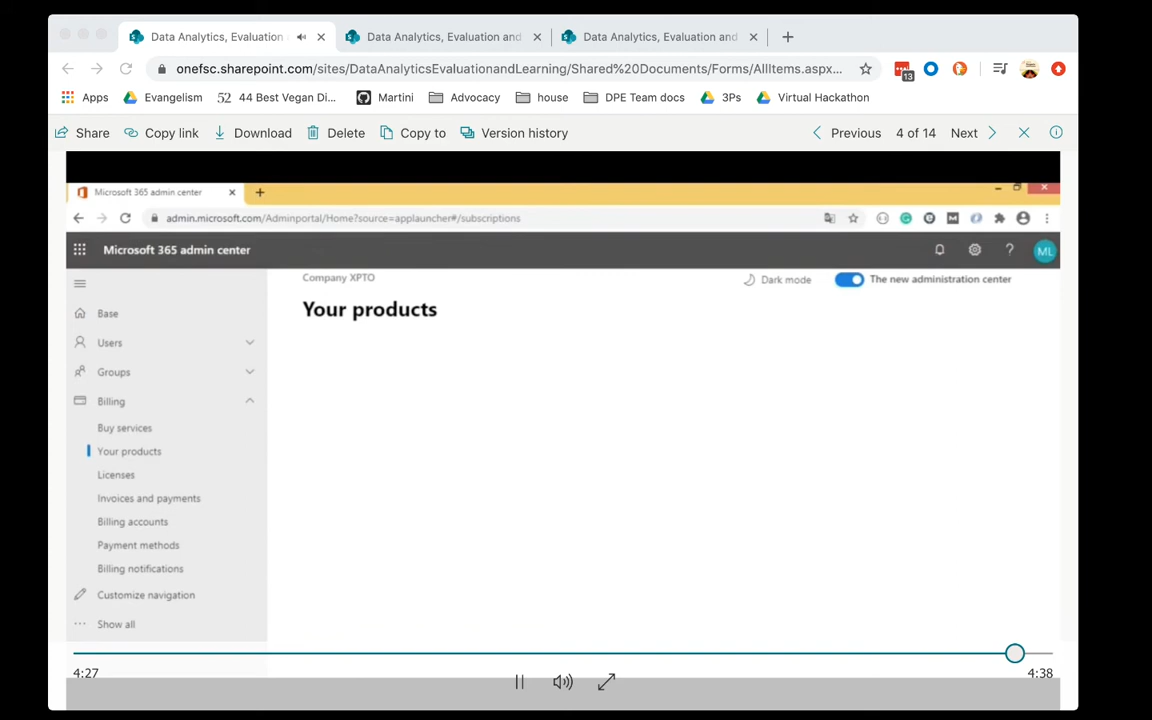 Data Analytics, Evaluation
Data Analytics, Evaluation and
Data Analytics, Evaluation and
onefsc.sharepoint.com/sites/DataAnalyticsEvaluationandLearning/Shared%20Documents/Forms/AllItems.aspx...
13
Apps
Evangelism
52 44 Best Vegan Di...
Martini
Advocacy
house
DPE Team docs
3Ps
Virtual Hackathon
Share
Copy link
Download
Delete
Copy to
Version history
Previous
4 of 14
Next
Microsoft 365 admin center
admin.microsoft.com/Adminportal/Home?source=applauncher#/subscriptions
Microsoft 365 admin center
ML
Company XPTO
Dark mode
The new administration center
Your products
Base
Users
Groups
Billing
Buy services
Your products
Licenses
Invoices and payments
Billing accounts
Payment methods
Billing notifications
Customize navigation
Show all
4:27
4:38